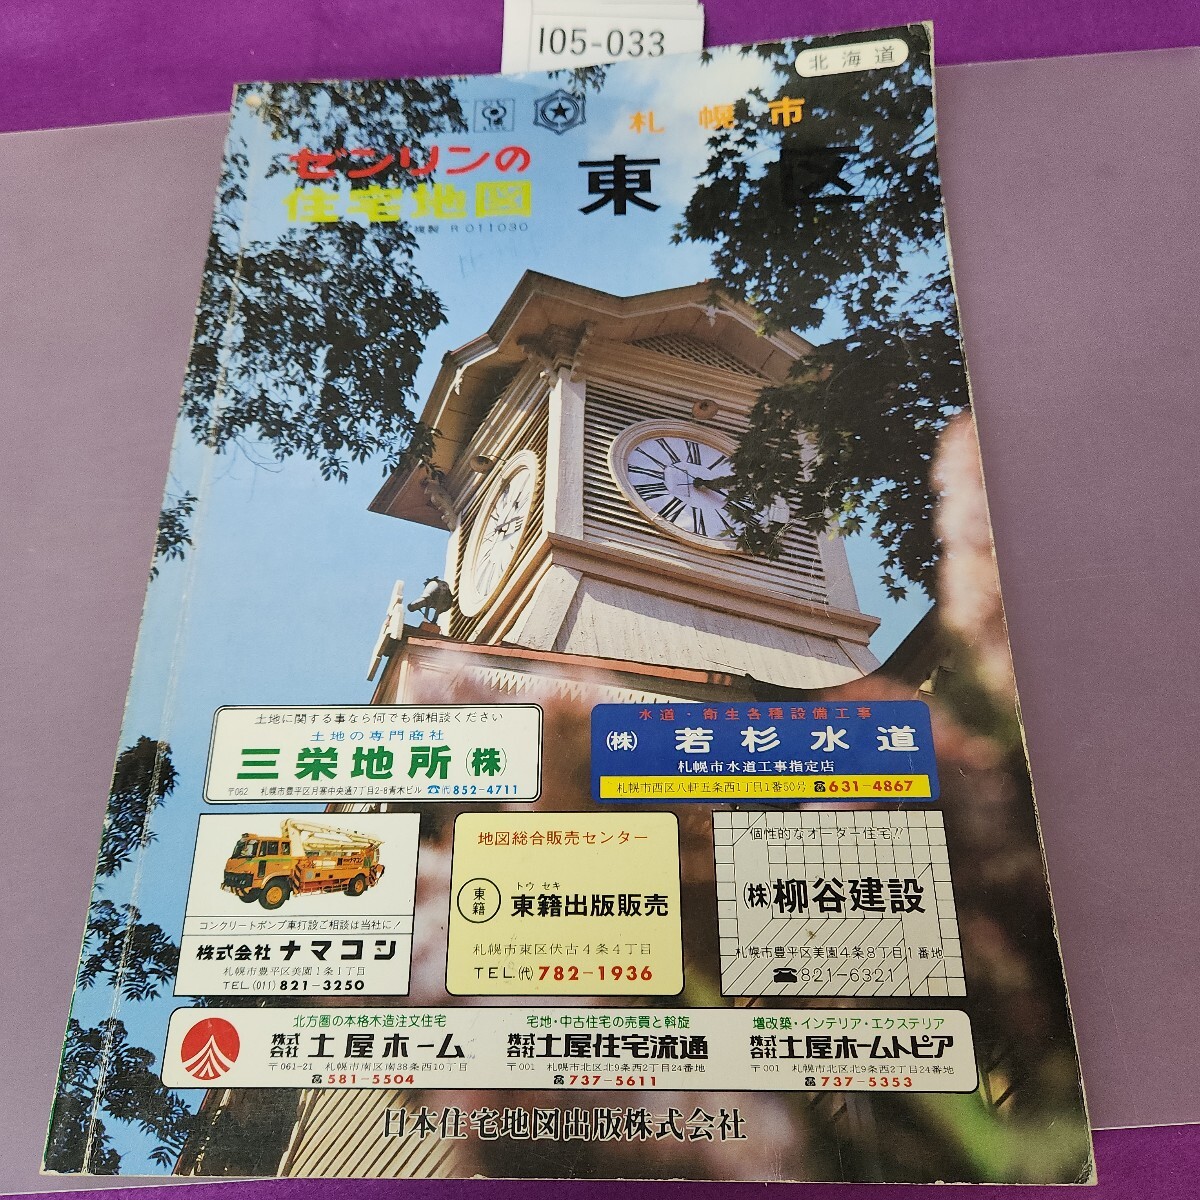 I05-033
北海道
札幌市
ゼンリンの
住宅地図
東区
複製 R011030
土地に関する事なら何でも御相談ください
土地の専門商社
三栄地所(株)
〒062 札幌市豊平区月寒中央通7丁目2-8青木ビル ☎(代)852-4711
水道・衛生各種設備工事
(株)若杉水道
札幌市水道工事指定店
札幌市西区八軒五条西1丁目1番50号 ☎631-4867
コンクリートポンプ車打設ご相談は当社に!
株式会社 ナマコン
札幌市豊平区美園1条1丁目
TEL(011)821-3250
地図総合販売センター
東籍
トウセキ
東籍出版販売
札幌市東区伏古4条4丁目
TEL(代)782-1936
個性的なオーダー住宅!!
(株)柳谷建設
札幌市豊平区美園4条8丁目1番地
☎821-6321
北方圏の本格木造注文住宅
株式会社土屋ホーム
〒061-21 札幌市南区南38条西10丁目
☎581-5504
宅地・中古住宅の売買と斡旋
株式会社土屋住宅流通
〒001 札幌市北区北9条西2丁目24番地
☎737-5611
増改築・インテリア・エクステリア
株式会社土屋ホームトピア
〒001 札幌市北区北9条西2丁目24番地
☎737-5353
日本住宅地図出版株式会社